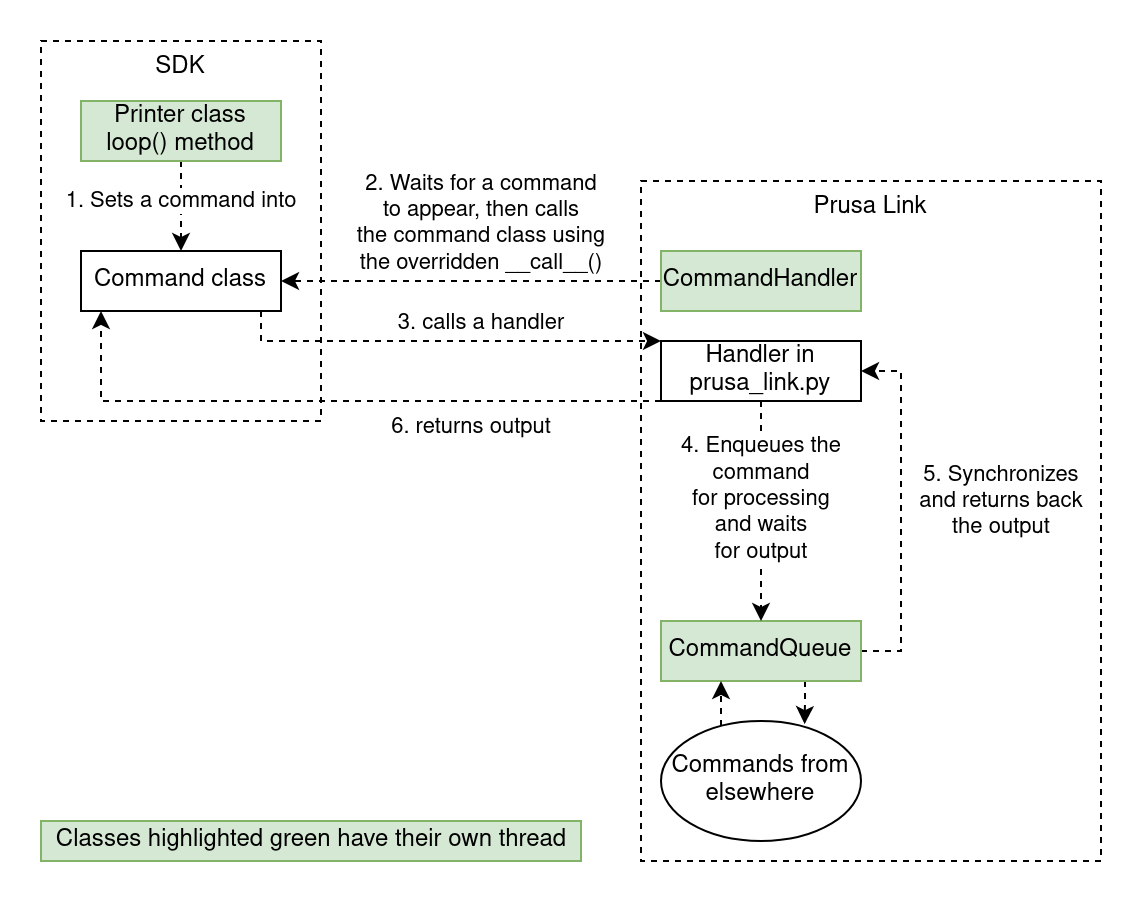 SDK
Printer class
loop() method
1. Sets a command into
Command class
2. Waits for a command
to appear, then calls
the command class using
the overridden __call__()
3. calls a handler
6. returns output
Prusa Link
CommandHandler
Handler in
prusa_link.py
4. Enqueues the
command
for processing
and waits
for output
5. Synchronizes
and returns back
the output
CommandQueue
Commands from
elsewhere
Classes highlighted green have their own thread